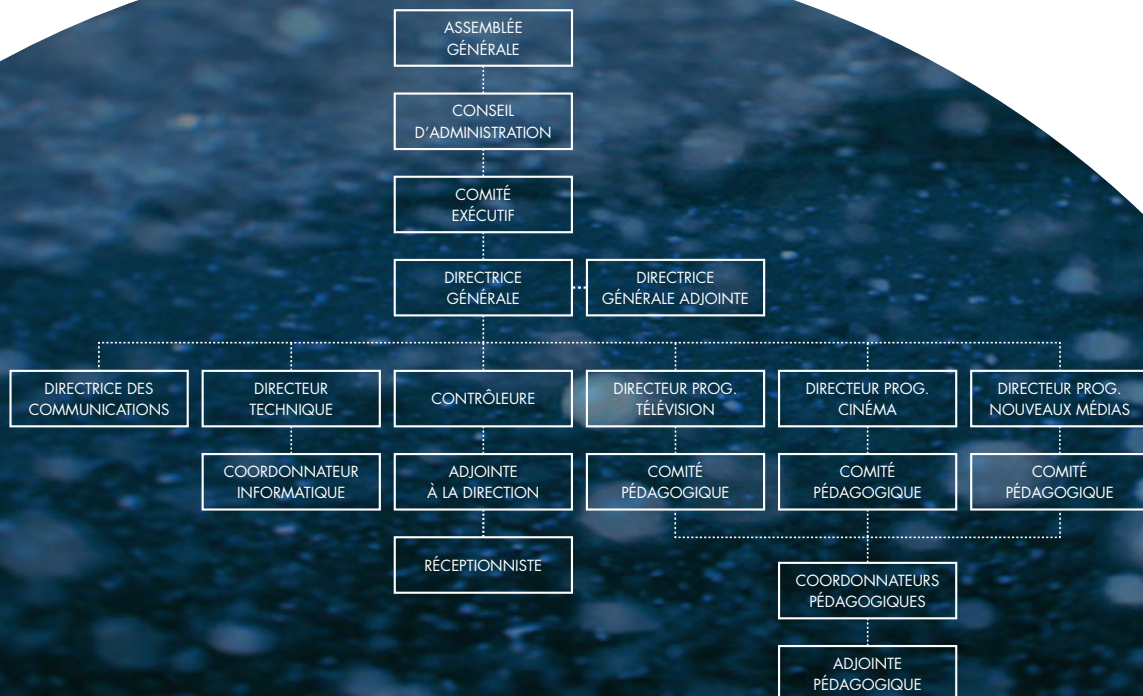 ASSEMBLÉE
GÉNÉRALE
CONSEIL
D'ADMINISTRATION
COMITÉ
EXÉCUTIF
DIRECTRICE
GÉNÉRALE
DIRECTRICE
GÉNÉRALE ADJOINTE
DIRECTRICE DES
COMMUNICATIONS
DIRECTEUR
TECHNIQUE
CONTRÔLEURE
DIRECTEUR PROG.
TÉLÉVISION
DIRECTEUR PROG.
CINÉMA
DIRECTEUR PROG.
NOUVEAUX MÉDIAS
COORDONNATEUR
INFORMATIQUE
ADJOINTE
À LA DIRECTION
COMITÉ
PÉDAGOGIQUE
COMITÉ
PÉDAGOGIQUE
COMITÉ
PÉDAGOGIQUE
RÉCEPTIONNISTE
COORDONNATEURS
PÉDAGOGIQUES
ADJOINTE
PÉDAGOGIQUE